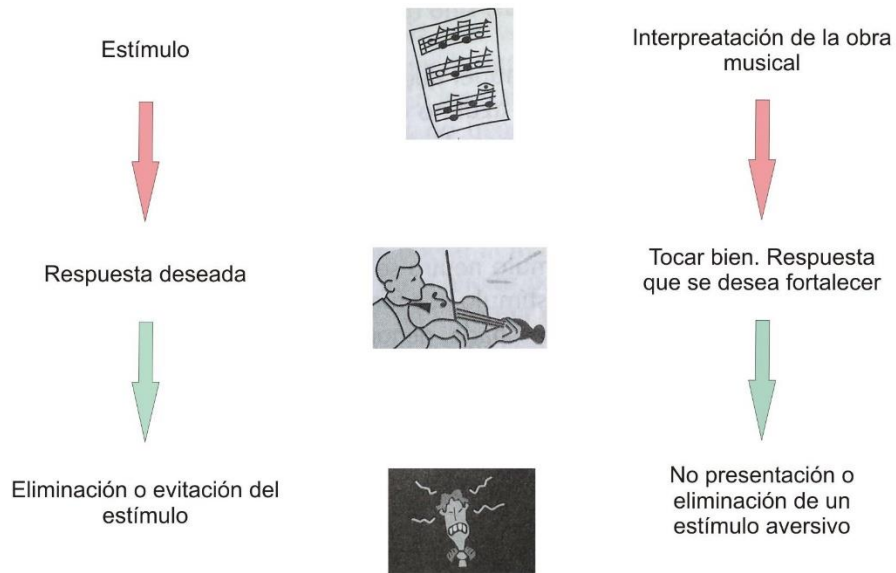 Estímulo
Interpreatación de la obra
musical
Respuesta deseada
Tocar bien. Respuesta
que se desea fortalecer
Eliminación o evitación del
estímulo
No presentación o
eliminación de un
estímulo aversivo